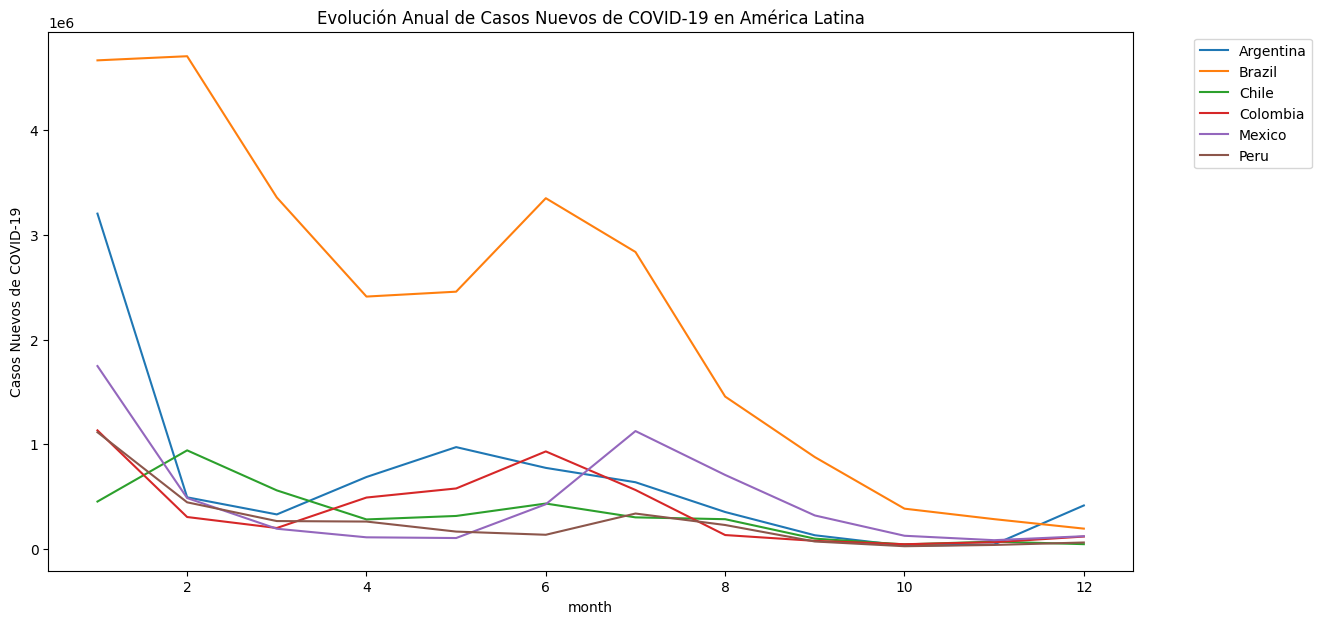 Evolución Anual de Casos Nuevos de COVID-19 en América Latina
1e6
Casos Nuevos de COVID-19
4
3
2
1
0
2 4 6 8 10 12
month
Argentina
Brazil
Chile
Colombia
Mexico
Peru